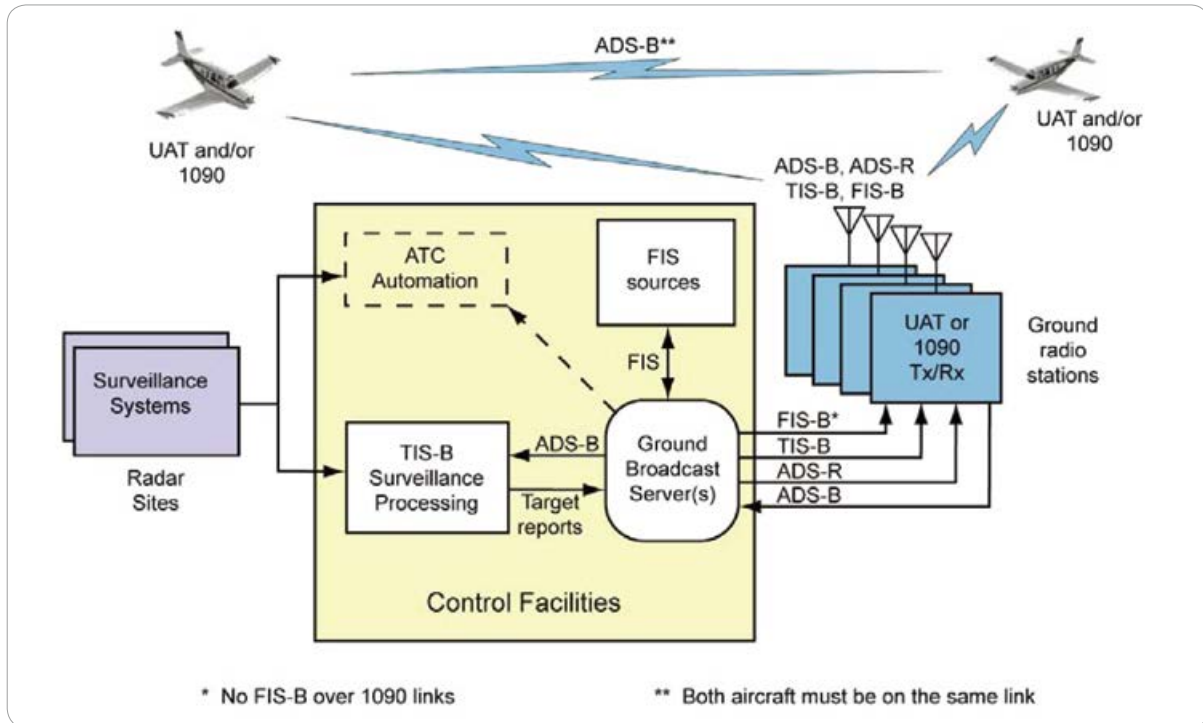 ADS-B**
UAT and/or
1090
UAT and/or
1090
ADS-B, ADS-R
TIS-B, FIS-B
ATC
Automation
FIS
sources
UAT or
1090
Tx/Rx
Ground
radio
stations
Surveillance
Systems
Radar
Sites
FIS
TIS-B
Surveillance
Processing
ADS-B
Target
reports
Ground
Broadcast
Server(s)
FIS-B*
TIS-B
ADS-R
ADS-B
Control Facilities
* No FIS-B over 1090 links
** Both aircraft must be on the same link